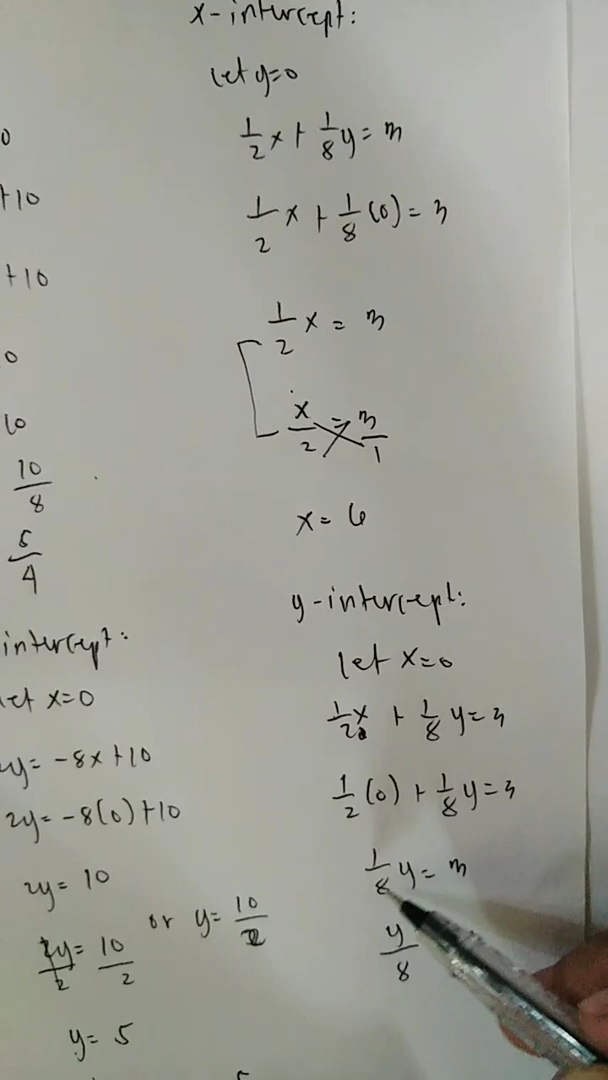 x-intercept:
let y=0
1/2 x + 1/8 y = 3
1/2 x + 1/8 (0) = 3
1/2 x = 3
x/2 = 3/1
x = 6
y-intercept:
let x=0
1/2 x + 1/8 y = 3
1/2 (0) + 1/8 y = 3
1/8 y = 3
y/8
0
+10
+10
0
10
10/8
5/4
intercept:
let x=0
y = -8x+10
2y = -8(0)+10
2y = 10
2y/2 = 10/2 or y = 10/2
y = 5